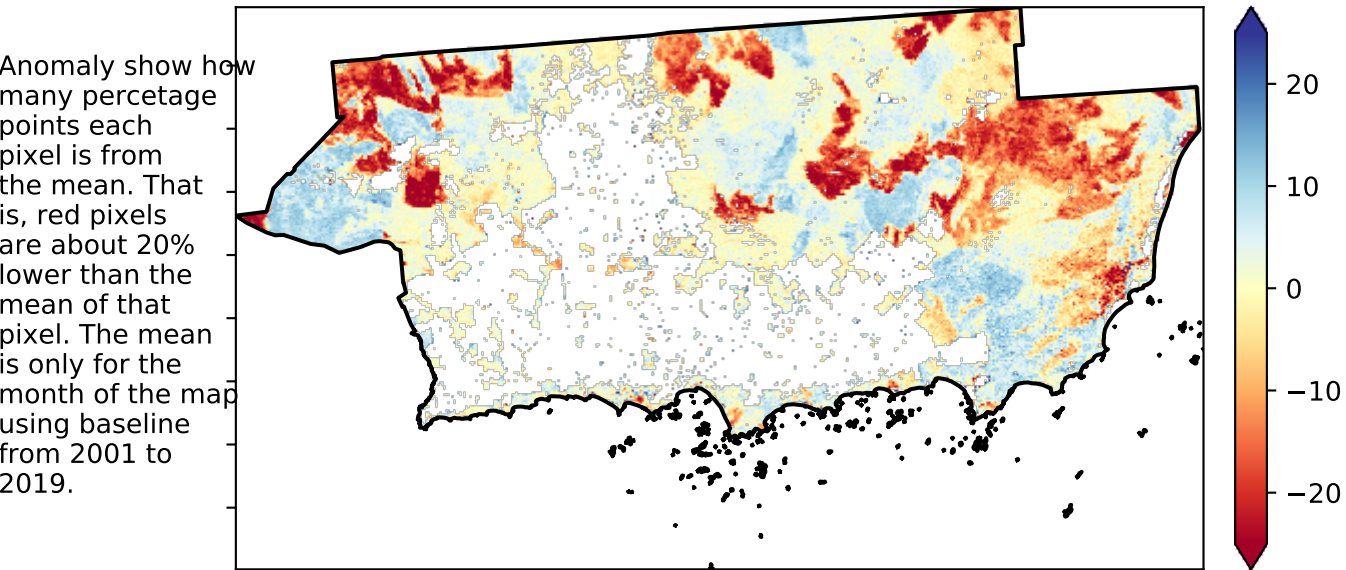 Anomaly show how
many percetage
points each
pixel is from
the mean. That
is, red pixels
are about 20%
lower than the
mean of that
pixel. The mean
is only for the
month of the map
using baseline
from 2001 to
2019.
20
10
0
−10
−20